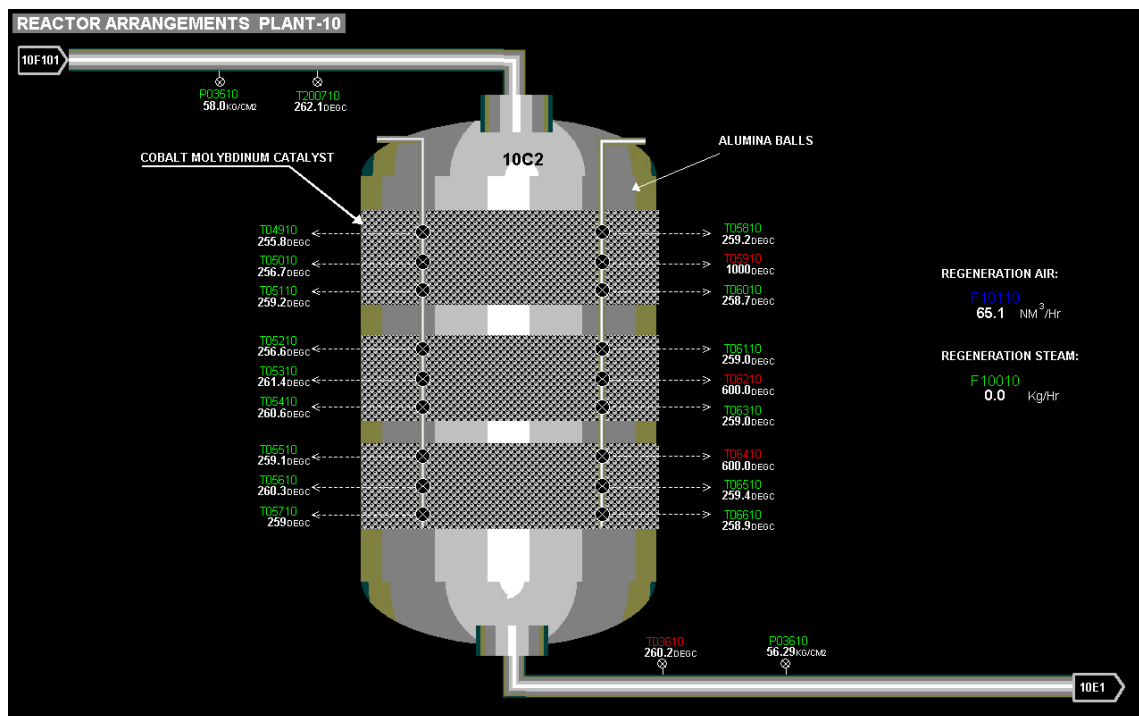 REACTOR ARRANGEMENTS PLANT-10
10F101
P03510
58.0KG/CM2
T200710
262.1DEGC
COBALT MOLYBDINUM CATALYST
10C2
ALUMINA BALLS
T04910
255.8DEGC
T05010
256.7DEGC
T05110
259.2DEGC
T05210
256.6DEGC
T05310
261.4DEGC
T05410
260.6DEGC
T05510
259.1DEGC
T05610
260.3DEGC
T05710
259DEGC
T05810
259.2DEGC
T05910
1000DEGC
T06010
258.7DEGC
T06110
259.0DEGC
T06210
600.0DEGC
T06310
259.0DEGC
T06410
600.0DEGC
T06510
259.4DEGC
T06610
258.9DEGC
REGENERATION AIR:
F10110
65.1 NM3/Hr
REGENERATION STEAM:
F10010
0.0 Kg/Hr
T03610
260.2DEGC
P03610
56.29KG/CM2
10E1